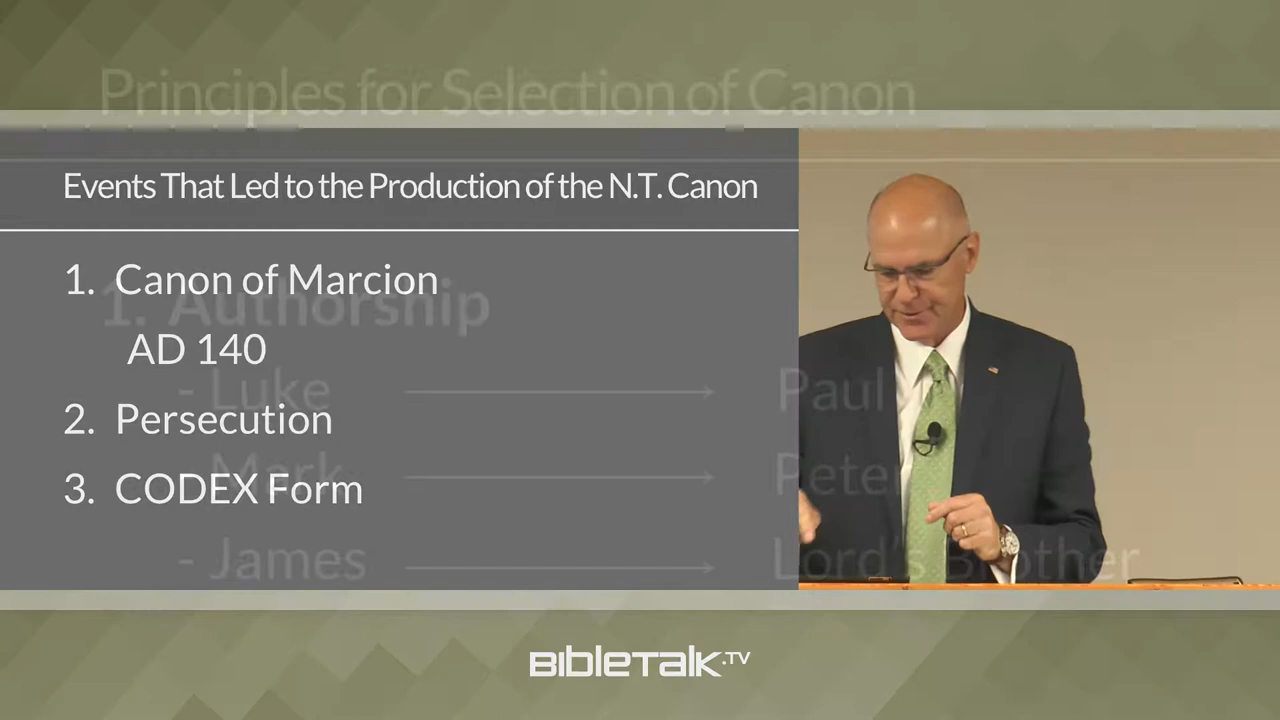 Principles for Selection of Canon
Events That Led to the Production of the N.T. Canon
1. Canon of Marcion
AD 140
2. Persecution
3. CODEX Form
1. Authorship
- Luke
Paul
- Mark
Peter
- James
Lord's Brother
BIBLETALK.TV